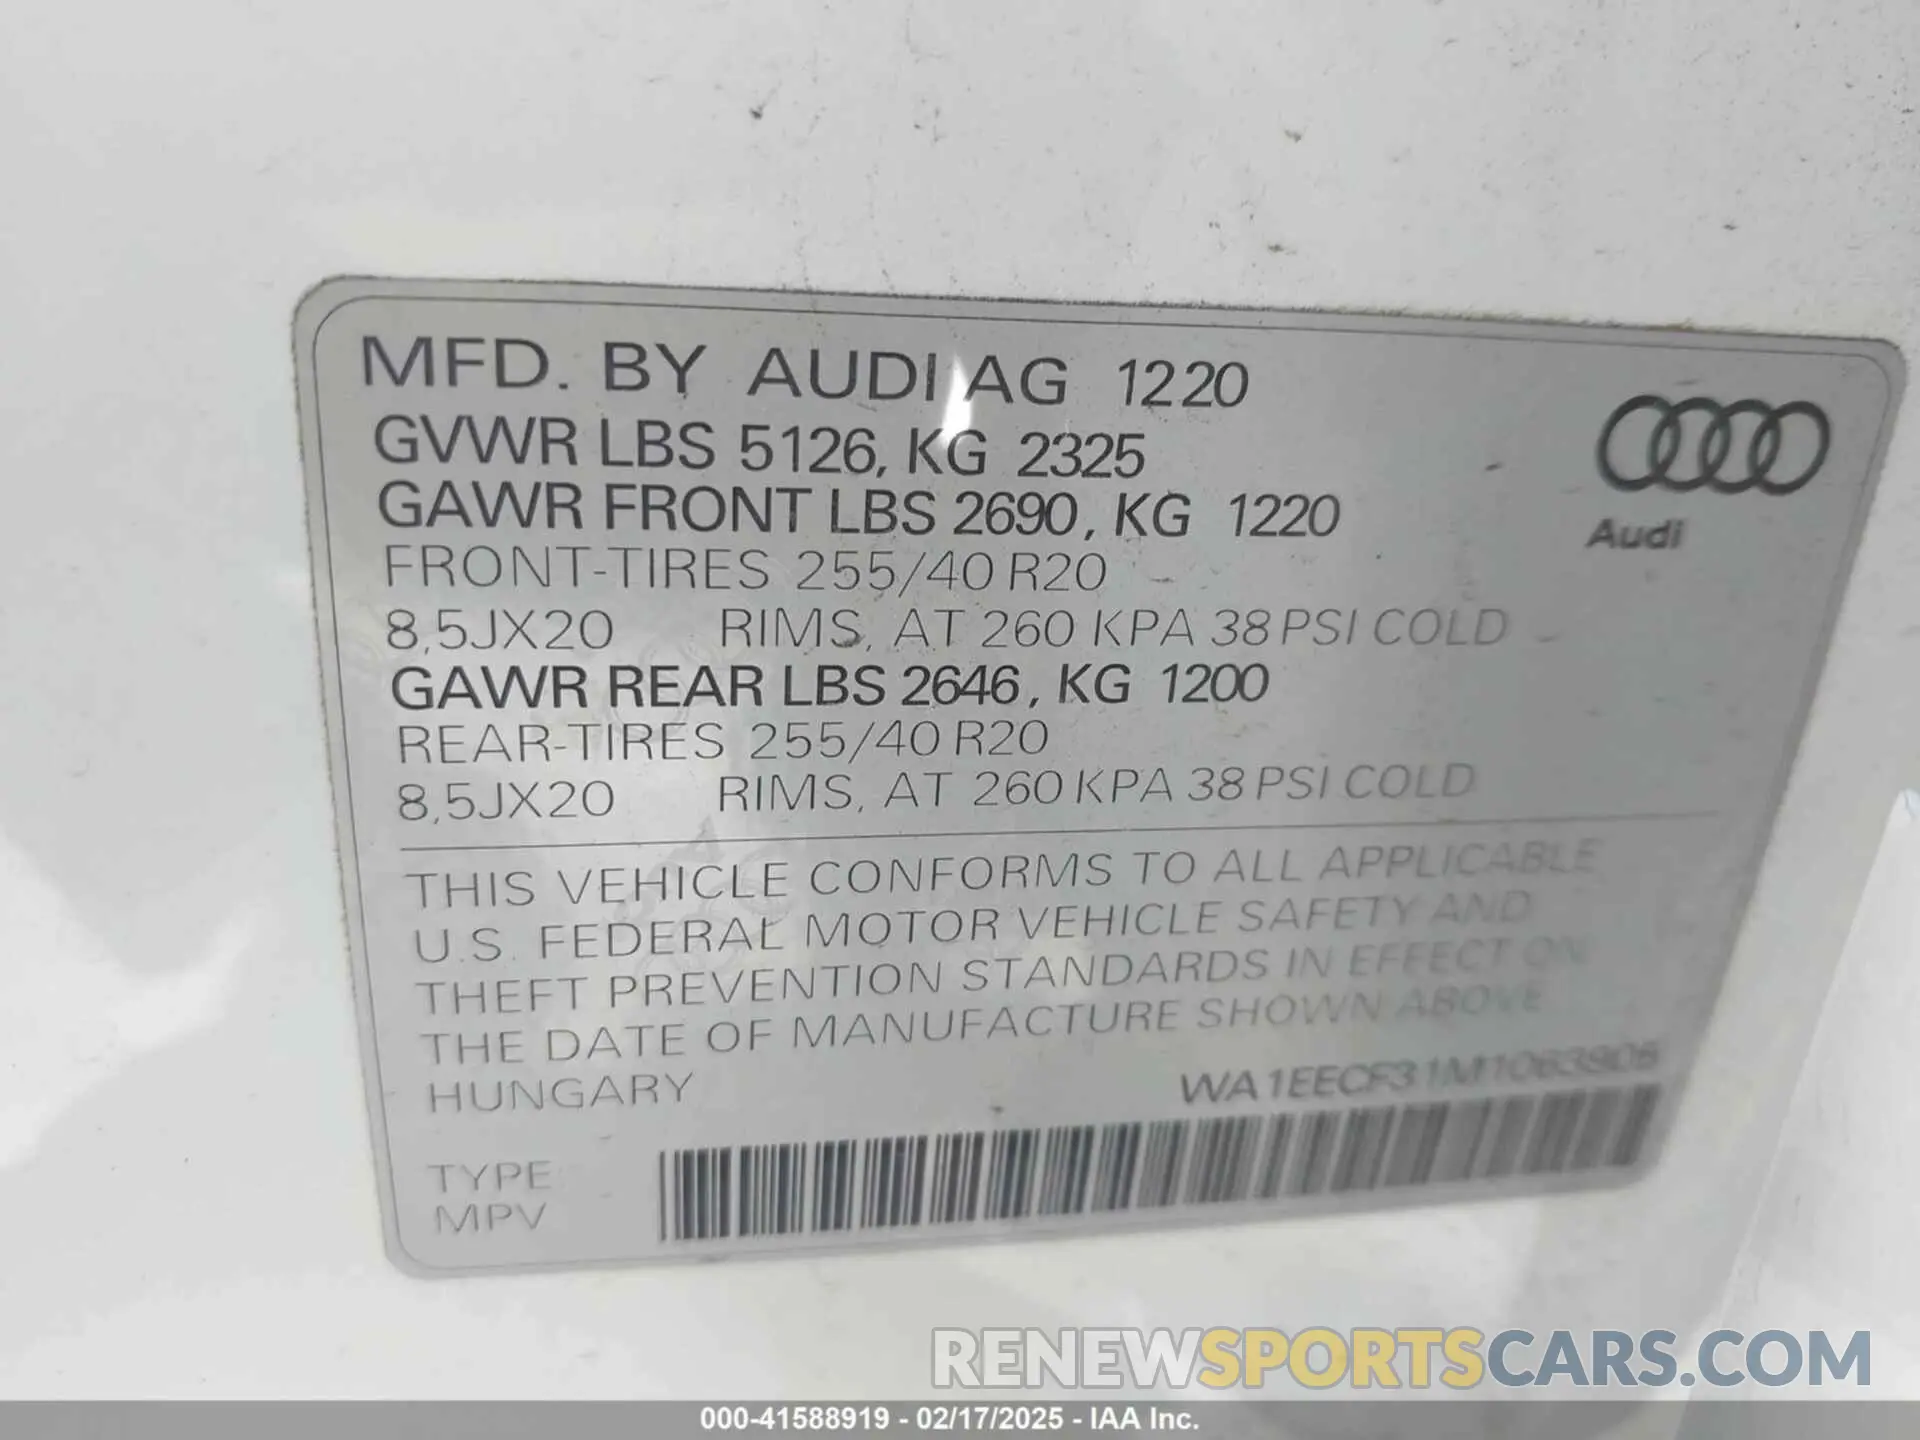 MFD. BY AUDI AG 1220
GVWR LBS 5126, KG 2325
GAWR FRONT LBS 2690, KG 1220
FRONT-TIRES 255/40 R20
8,5JX20 RIMS, AT 260 KPA 38 PSI COLD
GAWR REAR LBS 2646, KG 1200
REAR-TIRES 255/40 R20
8,5JX20 RIMS, AT 260 KPA 38 PSI COLD
Audi
THIS VEHICLE CONFORMS TO ALL APPLICABLE
U.S. FEDERAL MOTOR VEHICLE SAFETY AND
THEFT PREVENTION STANDARDS IN EFFECT ON
THE DATE OF MANUFACTURE SHOWN ABOVE
HUNGARY
TYPE
MPV
RENEWSPORTSCARS.COM
000-41588919 - 02/17/2025 - IAA Inc.